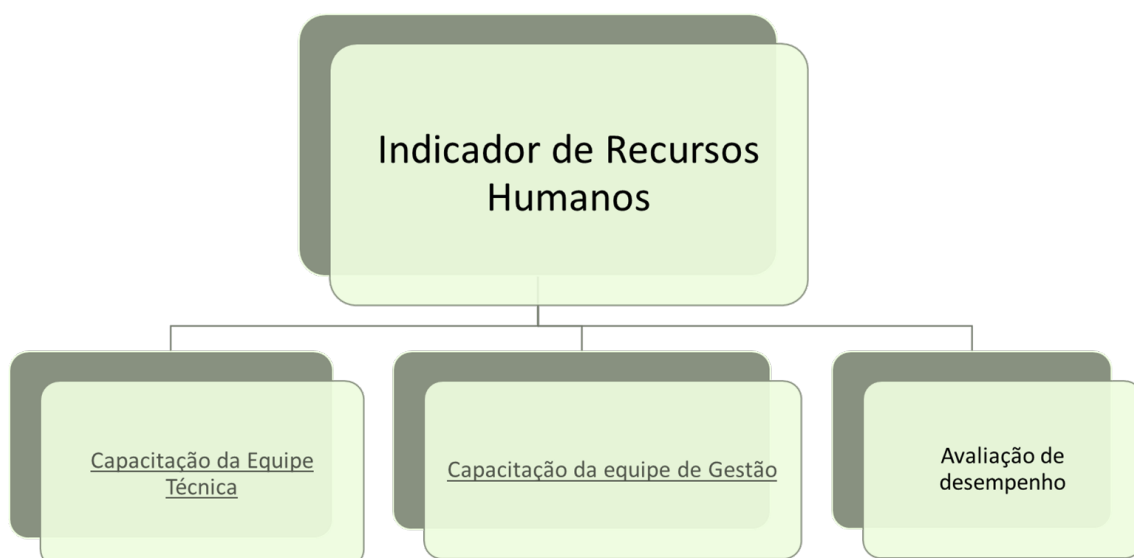 Indicador de Recursos
Humanos
Capacitação da Equipe
Técnica
Capacitação da equipe de Gestão
Avaliação de
desempenho